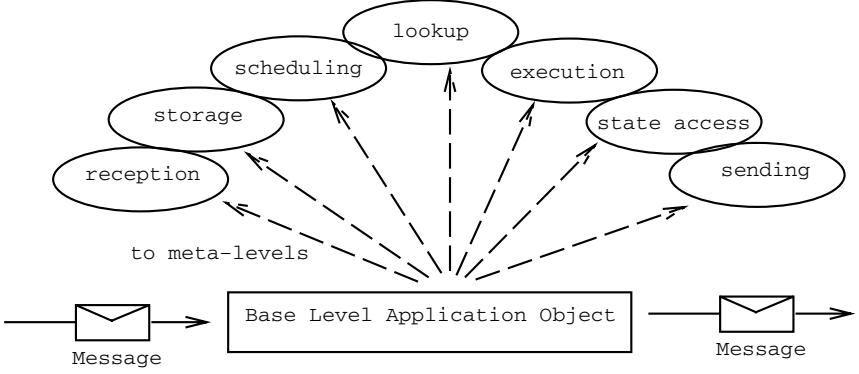 lookup
scheduling
execution
storage
state access
reception
sending
to meta-levels
Base Level Application Object
Message
Message